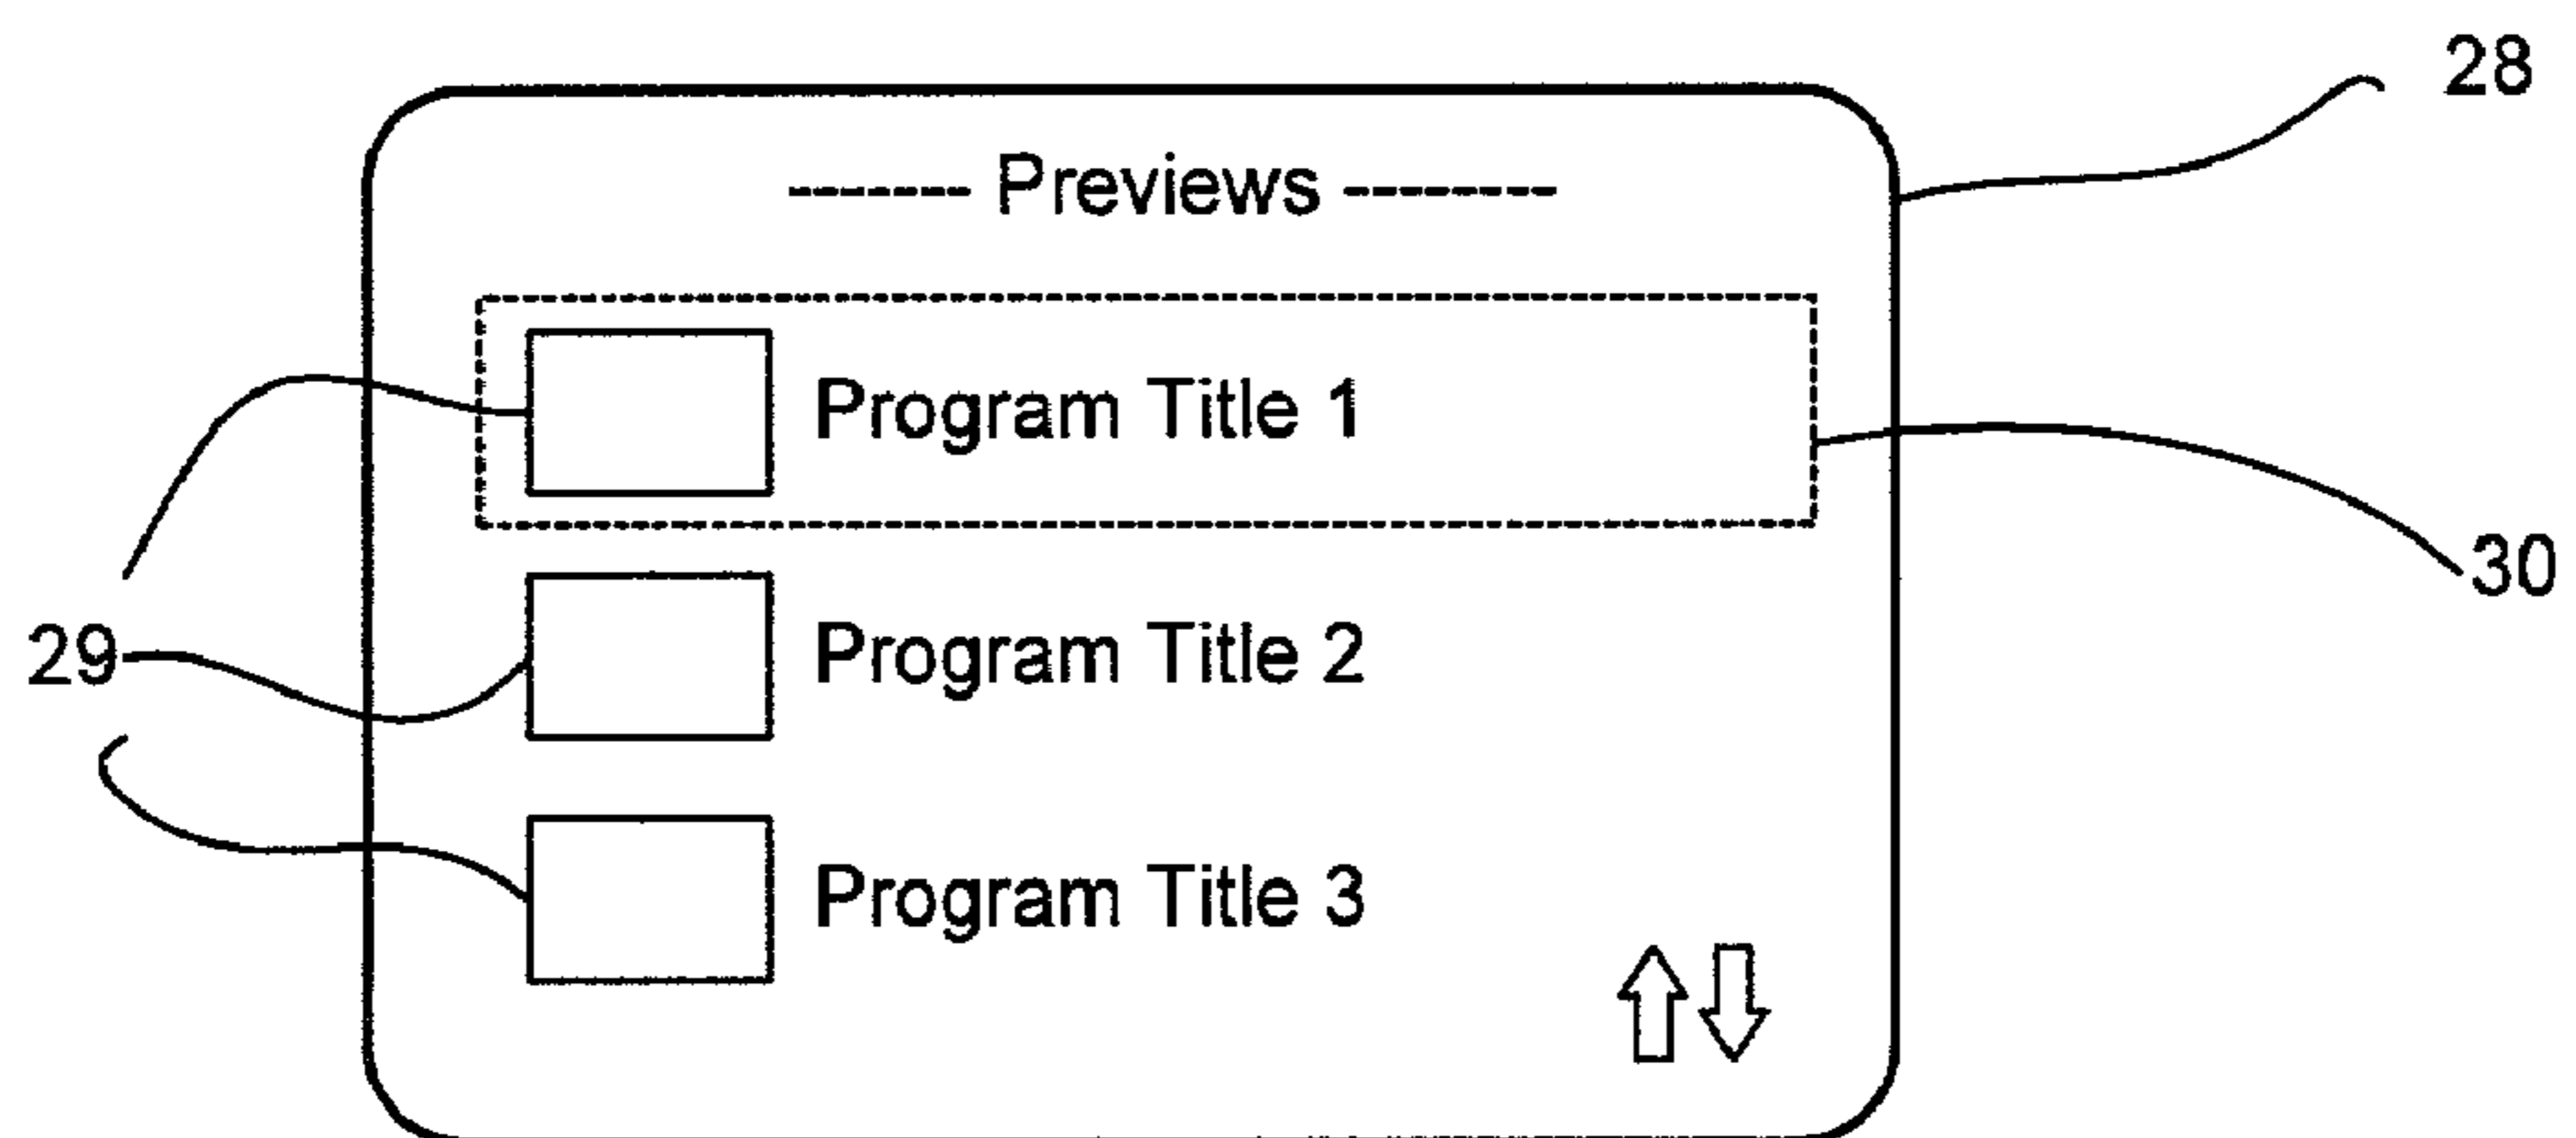 28
------ Previews -------
Program Title 1
30
29
Program Title 2
Program Title 3